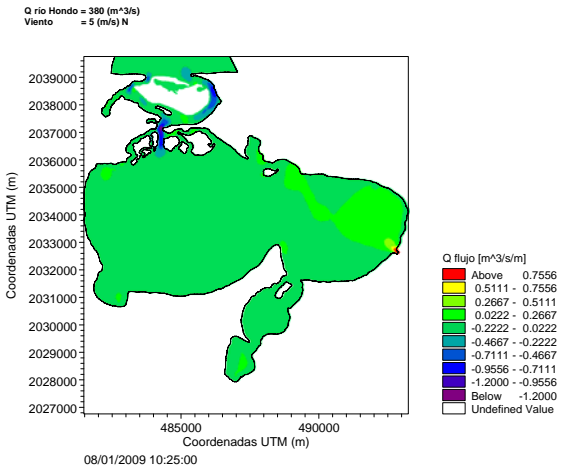 Q río Hondo = 380 (m^3/s)
Viento = 5 (m/s) N
Coordenadas UTM (m)
2039000
2038000
2037000
2036000
2035000
2034000
2033000
2032000
2031000
2030000
2029000
2028000
2027000
485000 490000
Coordenadas UTM (m)
08/01/2009 10:25:00
Q flujo [m^3/s/m]
Above 0.7556
0.5111 - 0.7556
0.2667 - 0.5111
0.0222 - 0.2667
-0.2222 - 0.0222
-0.4667 - -0.2222
-0.7111 - -0.4667
-0.9556 - -0.7111
-1.2000 - -0.9556
Below -1.2000
Undefined Value